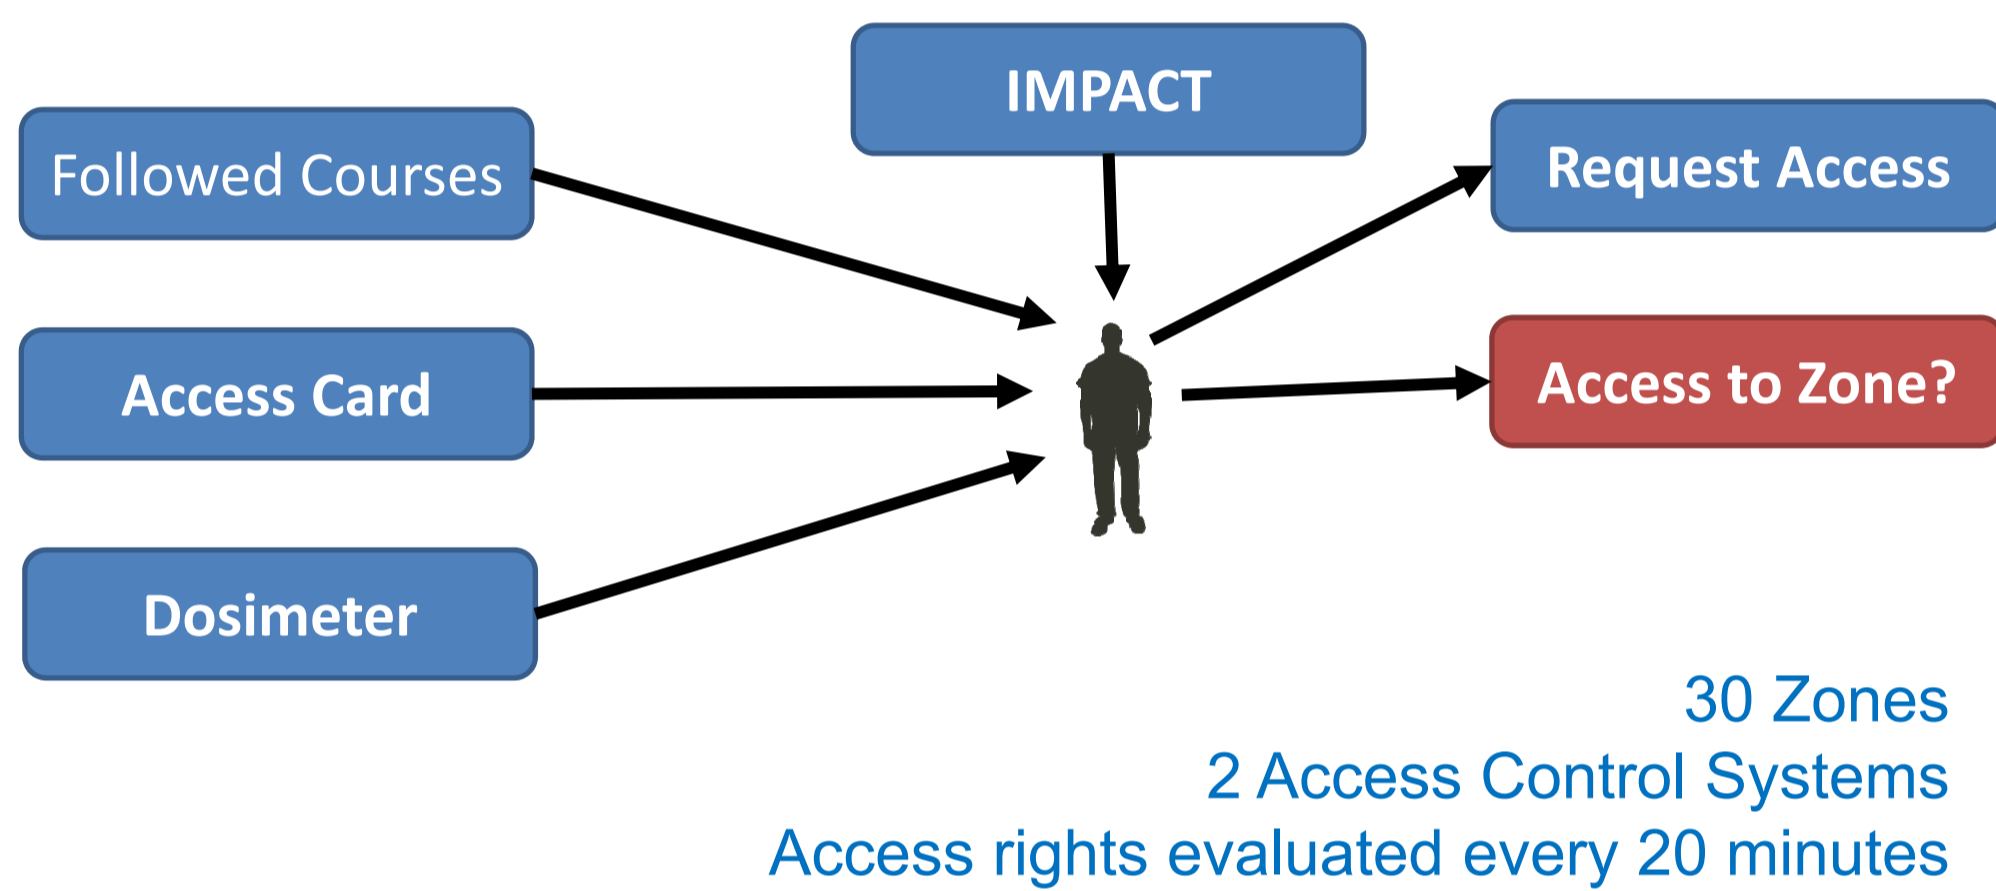 IMPACT
Followed Courses
Request Access
Access Card
Access to Zone?
Dosimeter
30 Zones
2 Access Control Systems
Access rights evaluated every 20 minutes